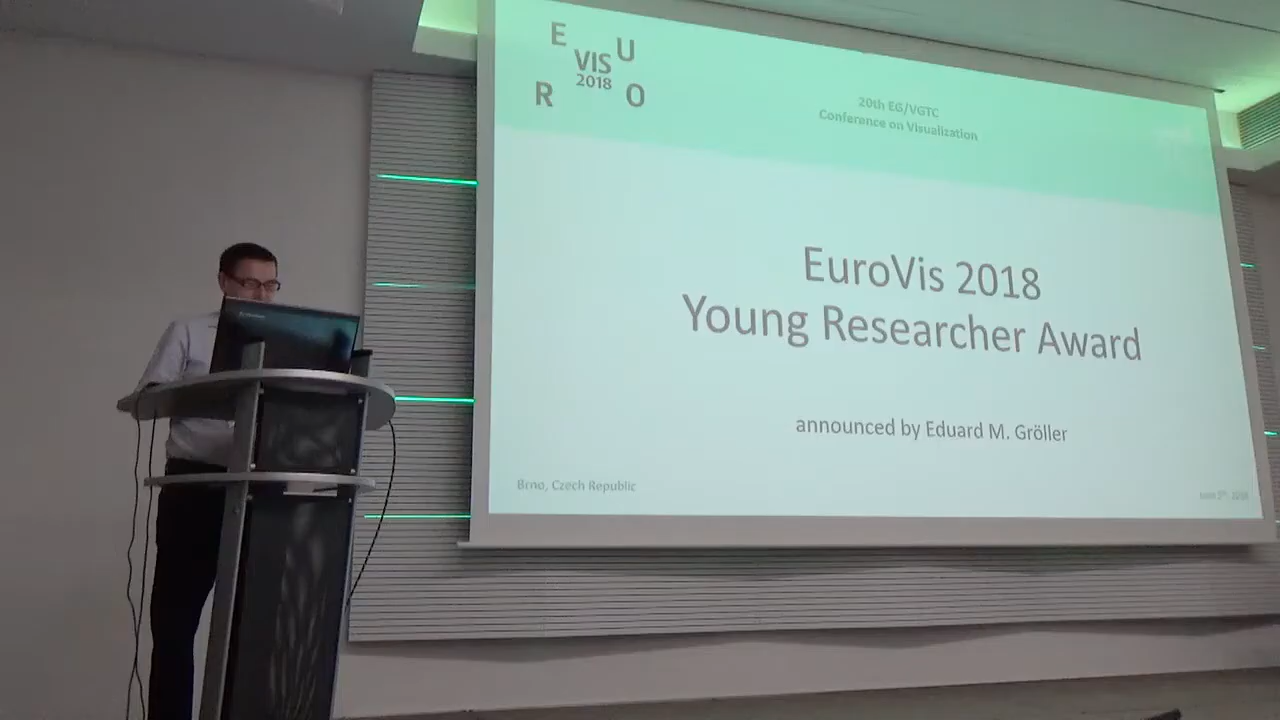 E U
VIS
2018
R O
20th EG/VGTC
Conference on Visualization
EuroVis 2018
Young Researcher Award
announced by Eduard M. Gröller
Brno, Czech Republic